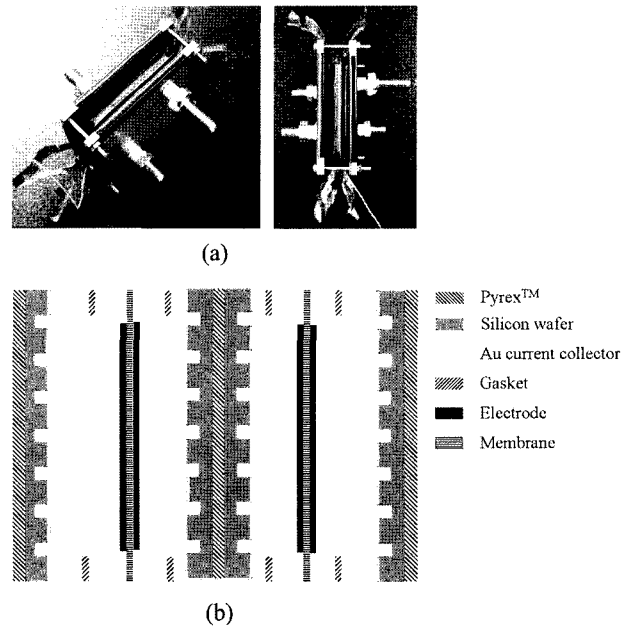 (a)
Pyrex™
Silicon wafer
Au current collector
Gasket
Electrode
Membrane
(b)